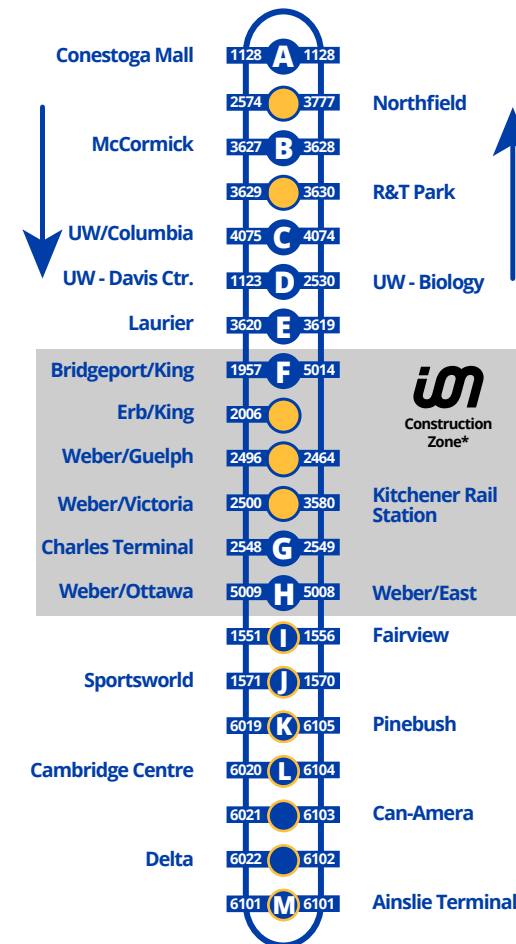 Conestoga Mall 1128 A 1128
2574 3777 Northfield
McCormick 3627 B 3628
3629 3630 R&T Park
UW/Columbia 4075 C 4074
UW - Davis Ctr. 1123 D 2530 UW - Biology
Laurier 3620 E 3619
Bridgeport/King 1957 F 5014
ion
Erb/King 2006
Construction
Zone*
Weber/Guelph 2496 2464
Weber/Victoria 2500 3580 Kitchener Rail
Station
Charles Terminal 2548 G 2549
Weber/Ottawa 5009 H 5008 Weber/East
1551 I 1556 Fairview
Sportsworld 1571 J 1570
6019 K 6105 Pinebush
Cambridge Centre 6020 L 6104
6021 6103 Can-Amera
Delta 6022 6102
6101 M 6101 Ainslie Terminal